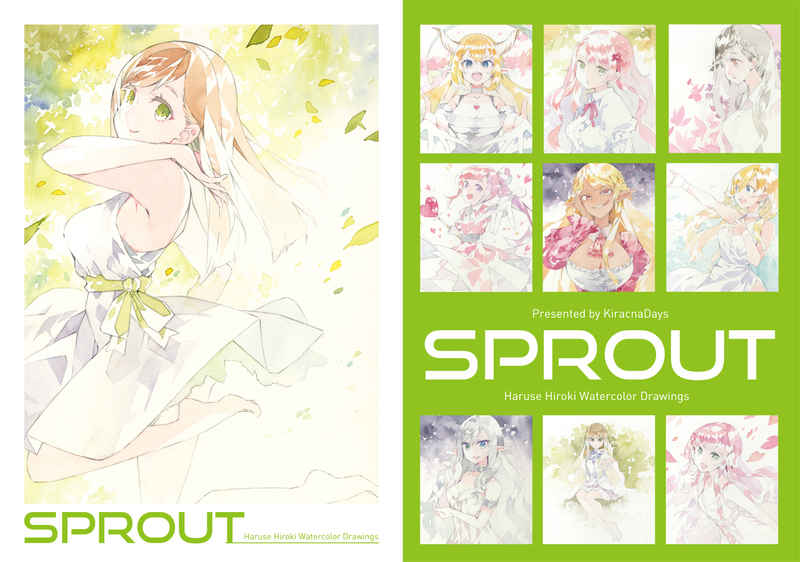 SPROUT
Haruse Hiroki Watercolor Drawings
Presented by KiracnaDays
SPROUT
Haruse Hiroki Watercolor Drawings